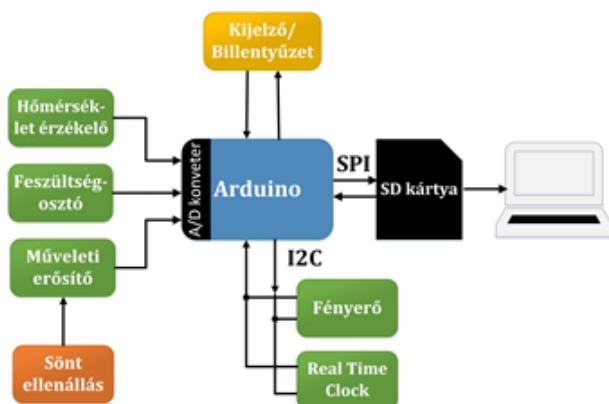 Kijelző/
Billentyűzet
Hőmérsék-
let érzékelő
Feszültség-
osztó
Műveleti
erősítő
Sönt
ellenállás
A/D konveter
Arduino
SPI
SD kártya
I2C
Fényerő
Real Time
Clock